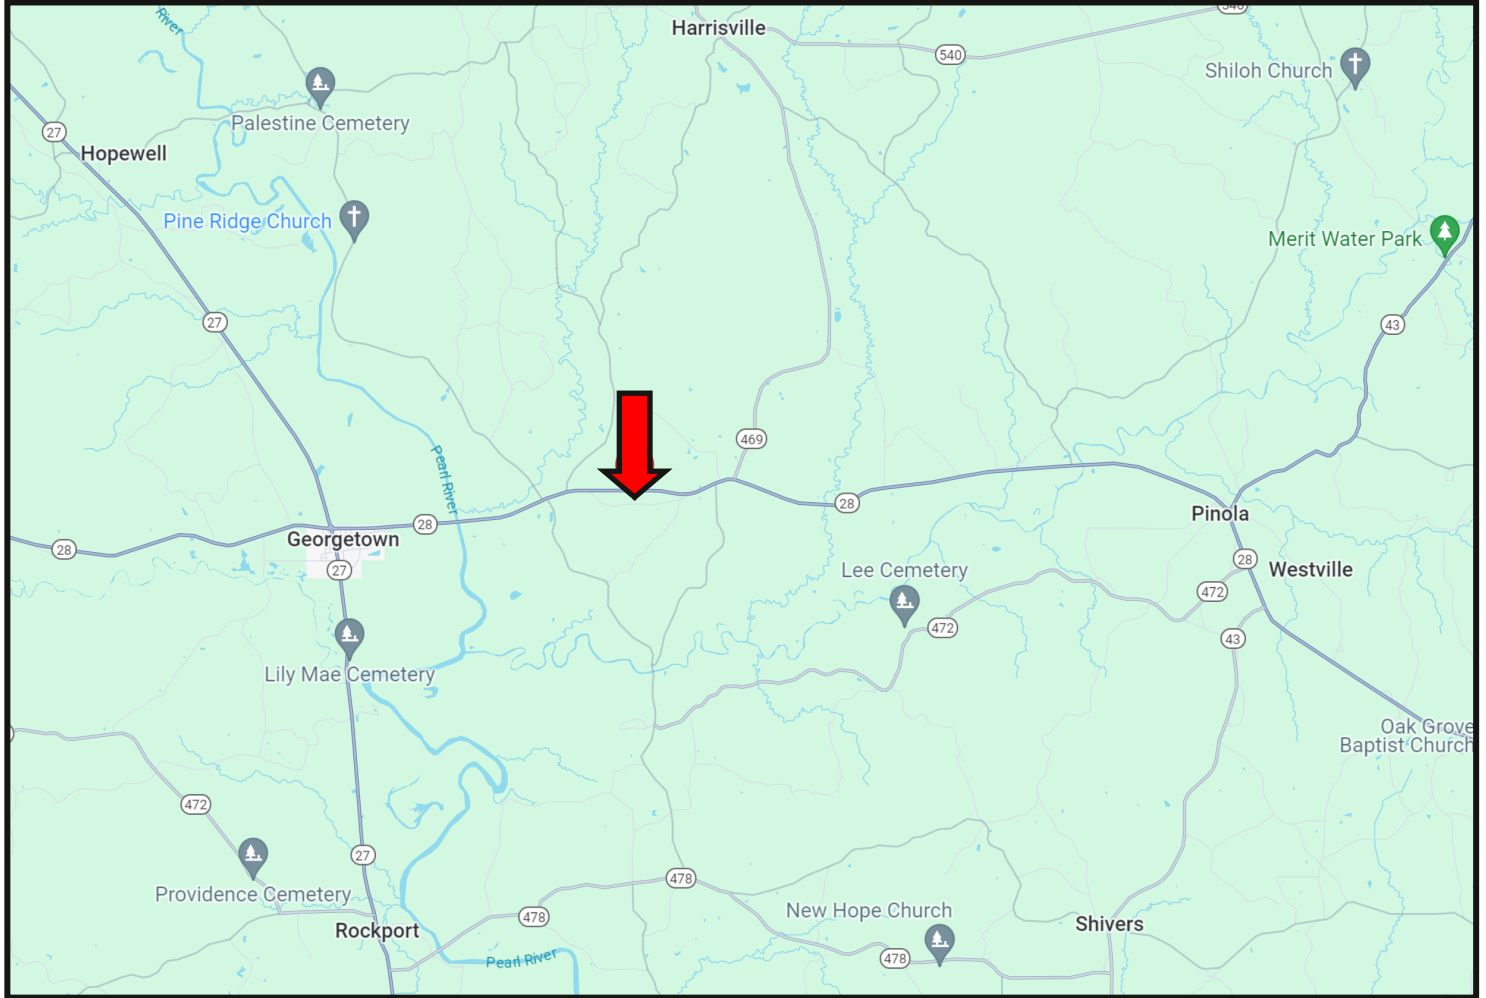 River
Harrisville
540
540
Shiloh Church
Palestine Cemetery
27
Hopewell
Pine Ridge Church
Merit Water Park
27
43
469
Pearl River
28
28
Pinola
28
Georgetown
28
27
Lee Cemetery
28
Westville
472
472
43
Lily Mae Cemetery
Oak Grove
Baptist Church
472
27
478
Providence Cemetery
478
New Hope Church
Shivers
Rockport
478
Pearl River